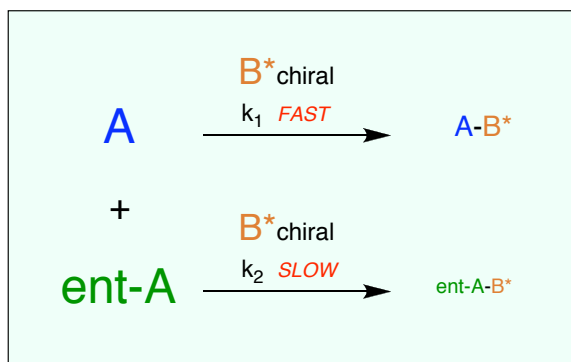 B* chiral
A k₁ FAST A-B*
+
B* chiral
ent-A k₂ SLOW ent-A-B*